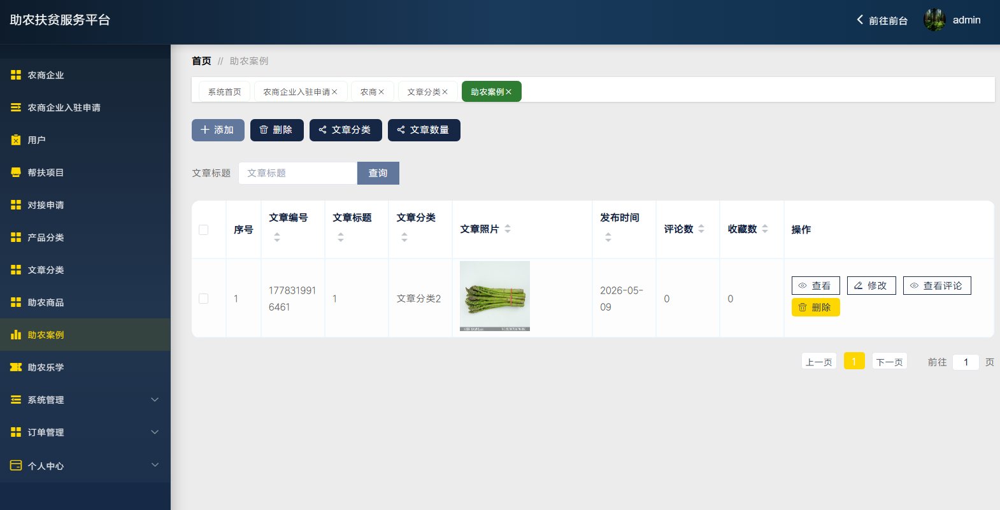 助农扶贫服务平台
前往前台
admin
农商企业
农商企业入驻申请
用户
帮扶项目
对接申请
产品分类
文章分类
助农商品
助农案例
助农乐学
系统管理
订单管理
个人中心
首页 // 助农案例
系统首页 农商企业入驻申请 农商 文章分类 助农案例
添加 删除 文章分类 文章数量
文章标题 文章标题 查询
序号 文章编号 文章标题 文章分类 文章照片 发布时间 评论数 收藏数 操作
1 177831991
6461 1 文章分类2 2026-05-
09 0 0 查看 修改 查看评论
删除
上一页 1 下一页 前往 1 页